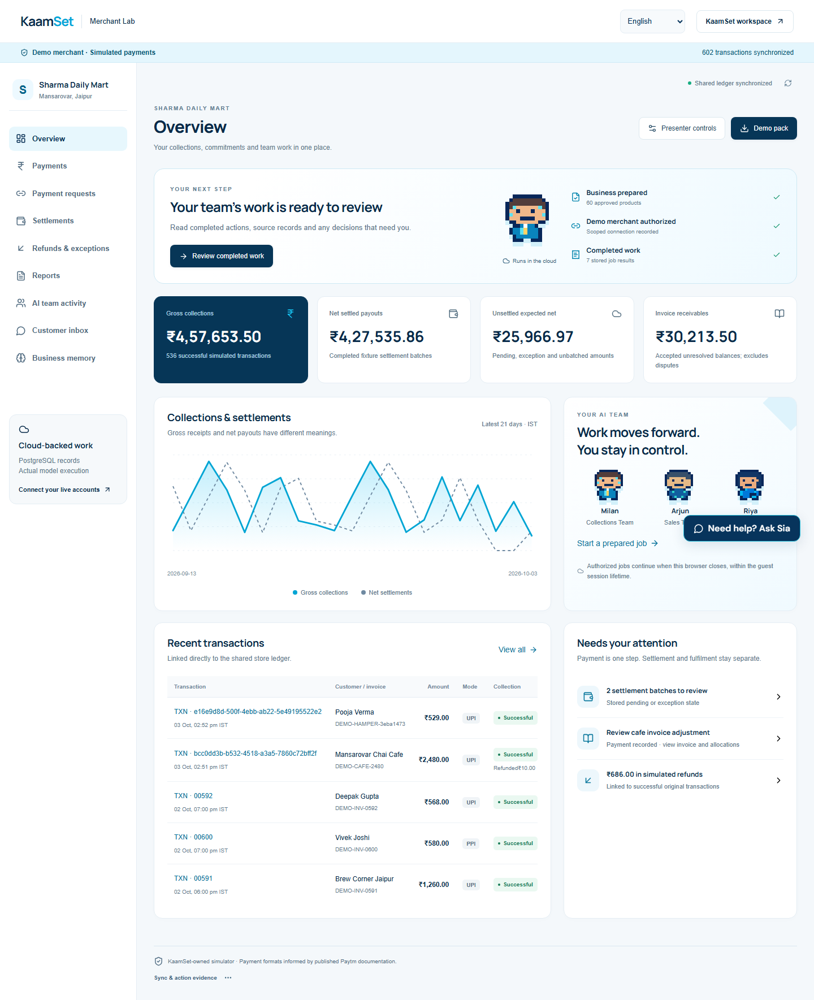 KaamSet
Merchant Lab
English
KaamSet workspace
Demo merchant · Simulated payments
602 transactions synchronized
S
Sharma Daily Mart
Mansarovar, Jaipur
Overview
Payments
Payment requests
Settlements
Refunds & exceptions
Reports
AI team activity
Customer inbox
Business memory
Cloud-backed work
PostgreSQL records
Actual model execution
Connect your live accounts
Shared ledger synchronized
SHARMA DAILY MART
Overview
Your collections, commitments and team work in one place.
Presenter controls
Demo pack
YOUR NEXT STEP
Your team's work is ready to review
Read completed actions, source records and any decisions that need you.
Review completed work
Runs in the cloud
Business prepared
60 approved products
Demo merchant authorized
Scoped connection recorded
Completed work
7 stored job results
Gross collections
₹4,57,653.50
536 successful simulated transactions
Net settled payouts
₹4,27,535.86
Completed fixture settlement batches
Unsettled expected net
₹25,966.97
Pending, exception and unbatched amounts
Invoice receivables
₹30,213.50
Accepted unresolved balances; excludes
disputes
Collections & settlements
Gross receipts and net payouts have different meanings.
Latest 21 days · IST
2026-09-13
2026-10-03
Gross collections
Net settlements
YOUR AI TEAM
Work moves forward.
You stay in control.
Milan
Collections Team
Arjun
Sales
Riya
Need help? Ask Sia
Start a prepared job
Authorized jobs continue when this browser closes, within the guest
session lifetime.
Recent transactions
Linked directly to the shared store ledger.
View all
Transaction Customer / invoice Amount Mode Collection
TXN · e16e9d8d-500f-4ebb-ab22-5e49195522e2
03 Oct, 02:52 pm IST
Pooja Verma
DEMO-HAMPER-3eba1473
₹529.00
UPI
Successful
TXN · bcc0dd3b-b532-4518-a3a5-7860c72bff2f
03 Oct, 02:51 pm IST
Mansarovar Chai Cafe
DEMO-CAFE-2480
₹2,480.00
UPI
Successful
Refunded₹10.00
TXN · 00592
02 Oct, 07:00 pm IST
Deepak Gupta
DEMO-INV-0592
₹568.00
UPI
Successful
TXN · 00600
02 Oct, 07:00 pm IST
Vivek Joshi
DEMO-INV-0600
₹580.00
PPI
Successful
TXN · 00591
02 Oct, 06:00 pm IST
Brew Corner Jaipur
DEMO-INV-0591
₹1,260.00
UPI
Successful
Needs your attention
Payment is one step. Settlement and fulfilment stay separate.
2 settlement batches to review
Stored pending or exception state
Review cafe invoice adjustment
Payment recorded · view invoice and allocations
₹686.00 in simulated refunds
Linked to successful original transactions
KaamSet-owned simulator · Payment formats informed by published Paytm documentation.
Sync & action evidence